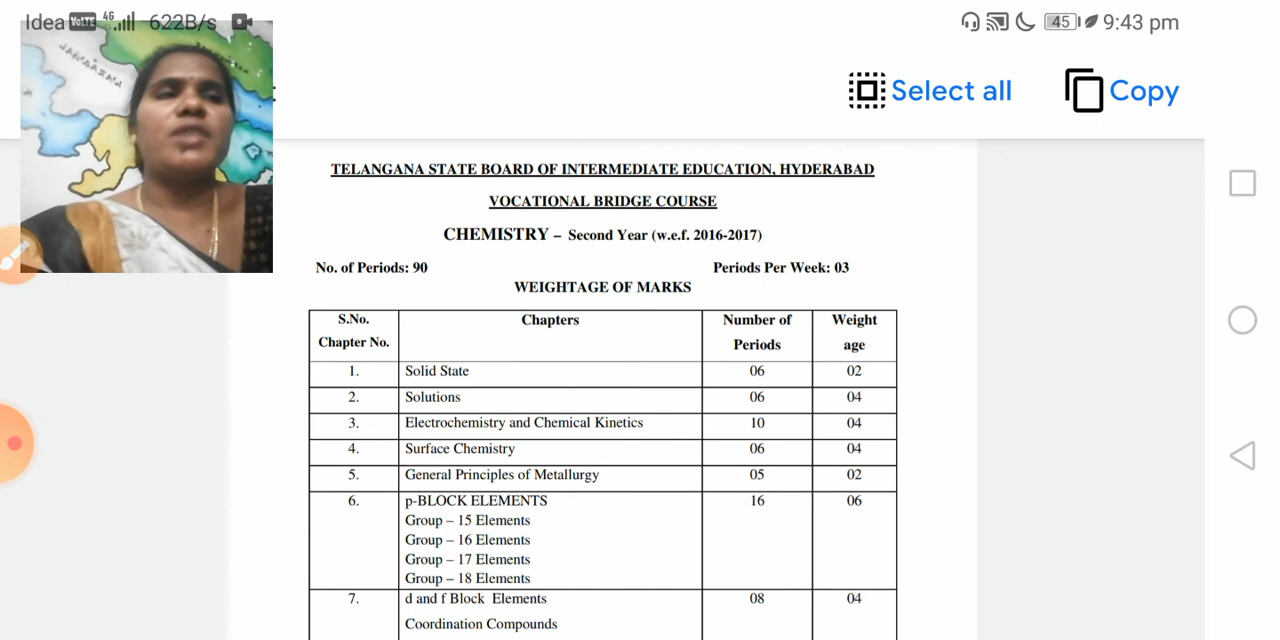 Idea VoLTE 4G 622B/s 45 9:43 pm
Select all Copy
TELANGANA STATE BOARD OF INTERMEDIATE EDUCATION, HYDERABAD
VOCATIONAL BRIDGE COURSE
CHEMISTRY – Second Year (w.e.f. 2016-2017)
No. of Periods: 90 Periods Per Week: 03
WEIGHTAGE OF MARKS
S.No. Chapters Number of Weight
Chapter No. Periods age
1. Solid State 06 02
2. Solutions 06 04
3. Electrochemistry and Chemical Kinetics 10 04
4. Surface Chemistry 06 04
5. General Principles of Metallurgy 05 02
6. p-BLOCK ELEMENTS 16 06
Group – 15 Elements
Group – 16 Elements
Group – 17 Elements
Group – 18 Elements
7. d and f Block Elements 08 04
Coordination Compounds